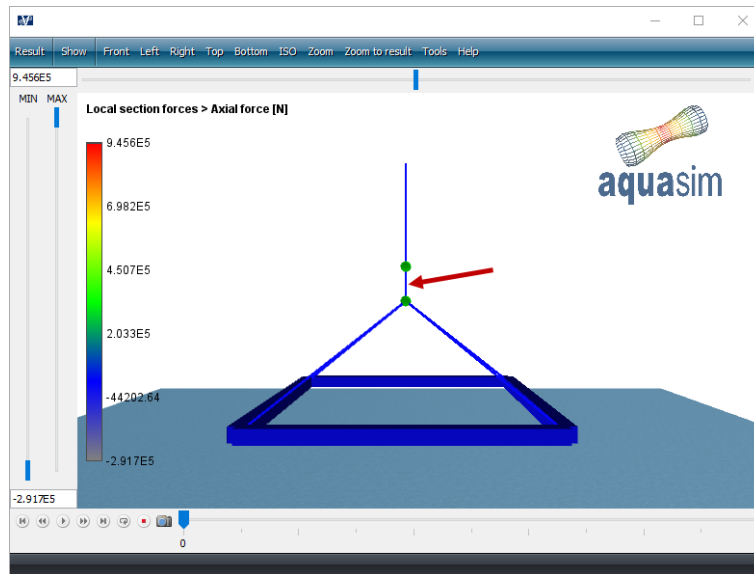 Result Show Front Left Right Top Bottom ISO Zoom Zoom to result Tools Help
9.456E5
MIN MAX
Local section forces > Axial force [N]
9.456E5
6.982E5
4.507E5
2.033E5
-44202.64
-2.917E5
aquasim
-2.917E5
0